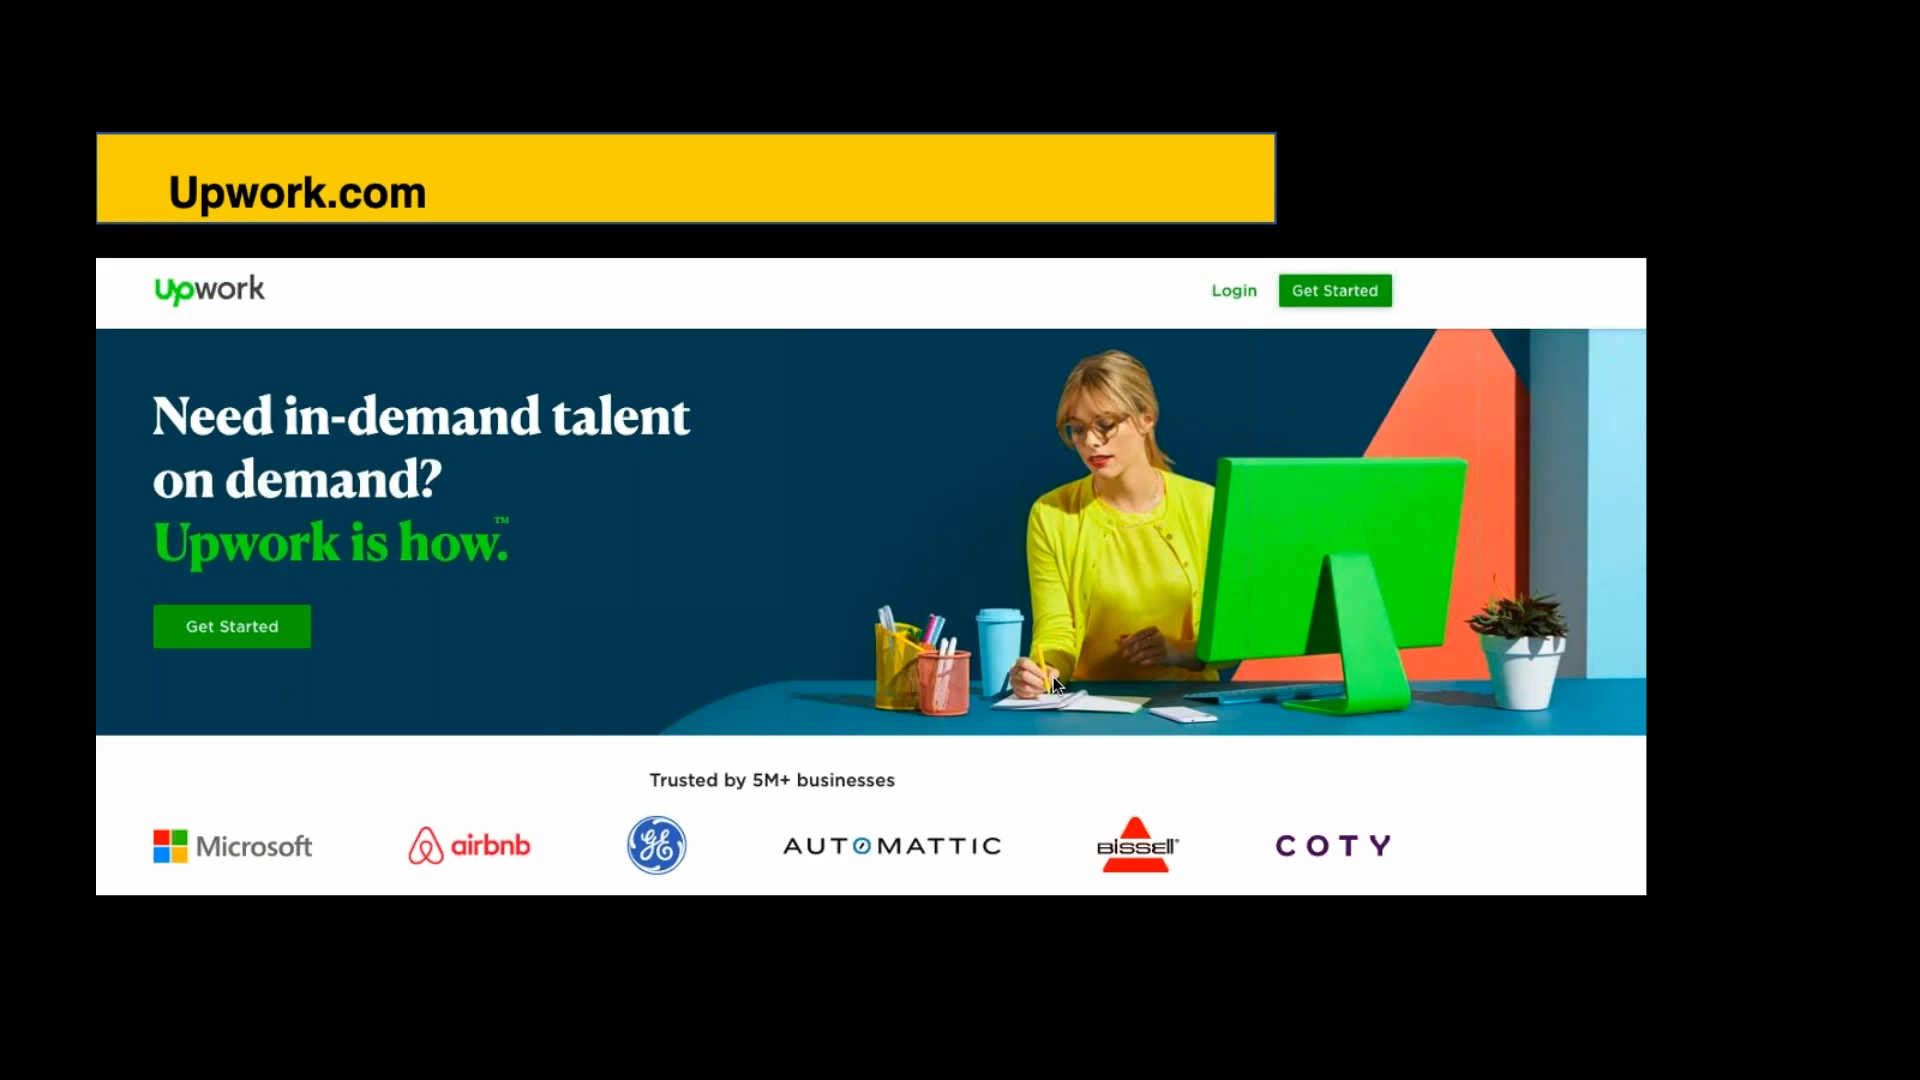 Upwork.com
Upwork
Login
Get Started
Need in-demand talent
on demand?
Upwork is how.™
Get Started
Trusted by 5M+ businesses
Microsoft
airbnb
GE
AUTOMATTIC
BISSELL®
COTY